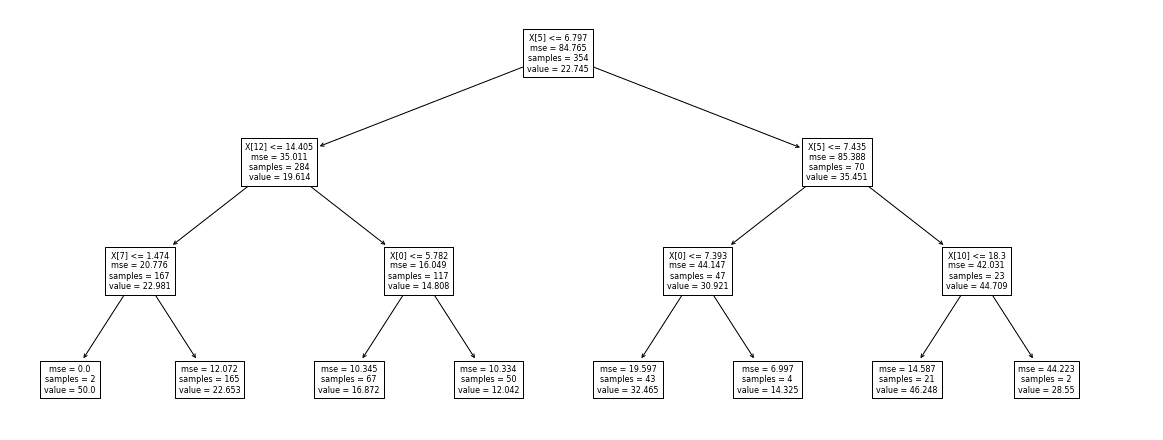 X[5] <= 6.797
mse = 84.765
samples = 354
value = 22.745
X[12] <= 14.405
mse = 35.011
samples = 284
value = 19.614
X[5] <= 7.435
mse = 85.388
samples = 70
value = 35.451
X[7] <= 1.474
mse = 20.776
samples = 167
value = 22.981
X[0] <= 5.782
mse = 16.049
samples = 117
value = 14.808
X[0] <= 7.393
mse = 44.147
samples = 47
value = 30.921
X[10] <= 18.3
mse = 42.031
samples = 23
value = 44.709
mse = 0.0
samples = 2
value = 50.0
mse = 12.072
samples = 165
value = 22.653
mse = 10.345
samples = 67
value = 16.872
mse = 10.334
samples = 50
value = 12.042
mse = 19.597
samples = 43
value = 32.465
mse = 6.997
samples = 4
value = 14.325
mse = 14.587
samples = 21
value = 46.248
mse = 44.223
samples = 2
value = 28.55